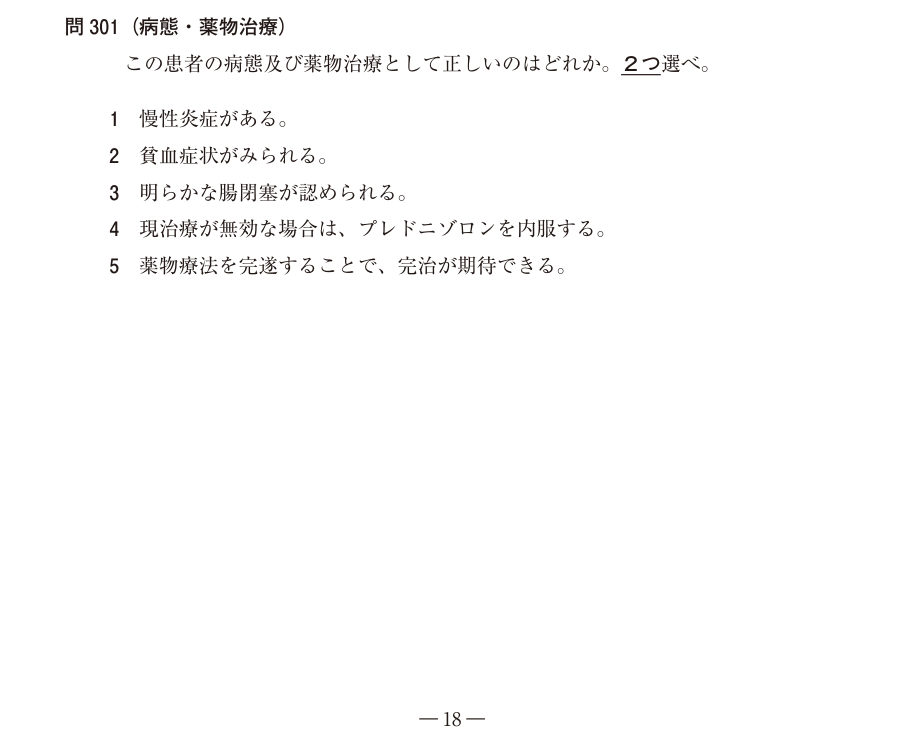 問 301（病態・薬物治療）
この患者の病態及び薬物治療として正しいのはどれか。２つ選べ。
1 慢性炎症がある。
2 貧血症状がみられる。
3 明らかな腸閉塞が認められる。
4 現治療が無効な場合は、プレドニゾロンを内服する。
5 薬物療法を完遂することで、完治が期待できる。
― 18 ―